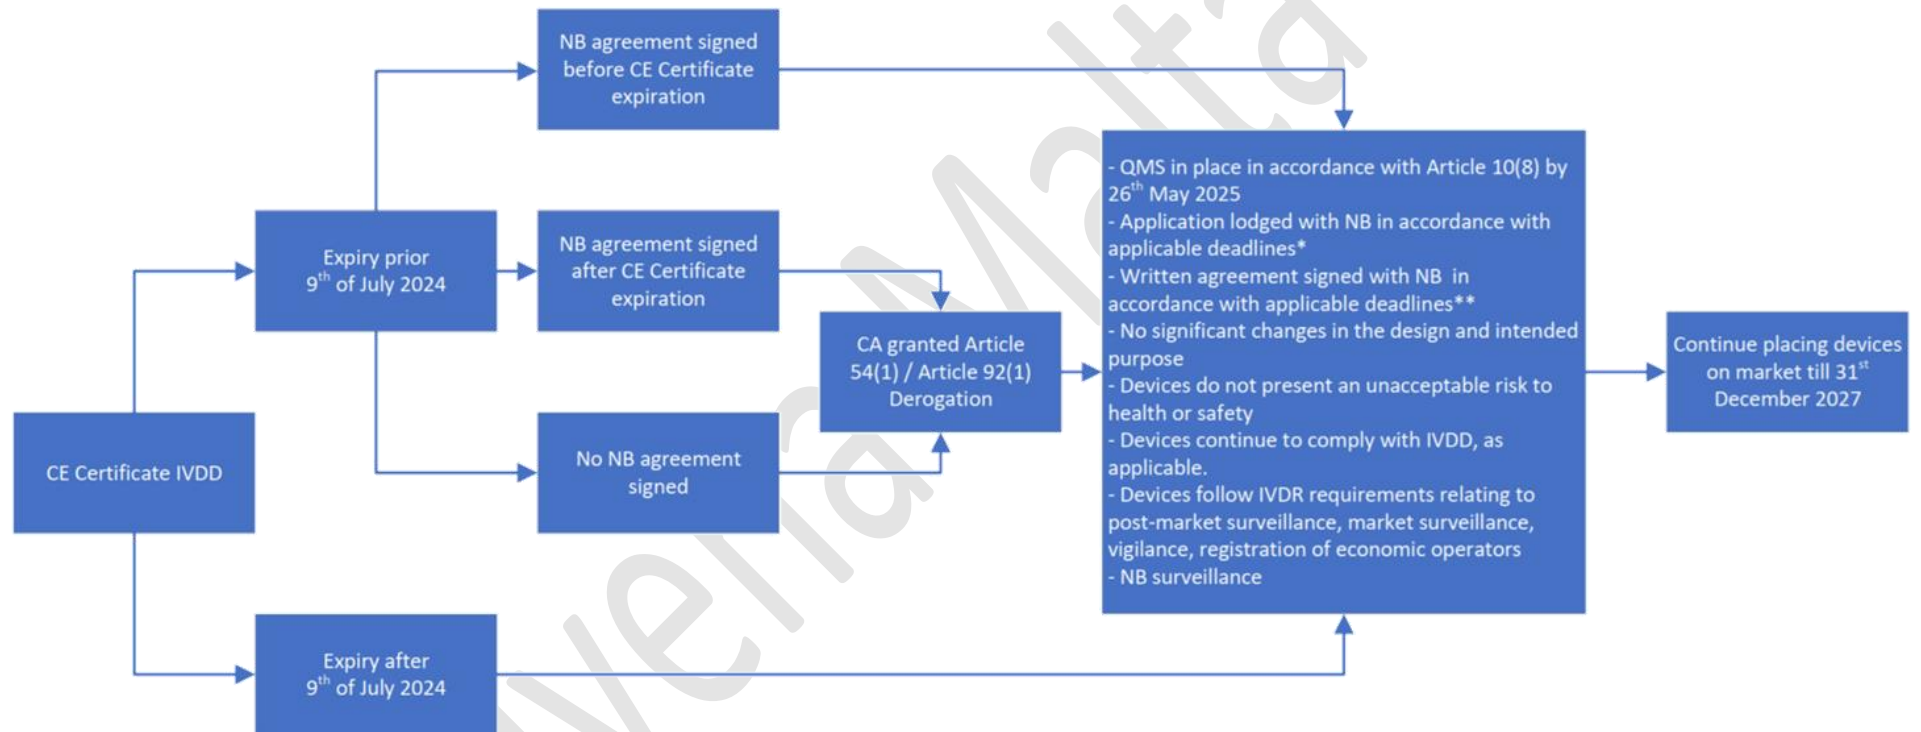 NB agreement signed
before CE Certificate
expiration
Expiry prior
9th of July 2024
NB agreement signed
after CE Certificate
expiration
No NB agreement
signed
CE Certificate IVDD
Expiry after
9th of July 2024
CA granted Article
54(1) / Article 92(1)
Derogation
- QMS in place in accordance with Article 10(8) by
26th May 2025
- Application lodged with NB in accordance with
applicable deadlines*
- Written agreement signed with NB in
accordance with applicable deadlines**
- No significant changes in the design and intended
purpose
- Devices do not present an unacceptable risk to
health or safety
- Devices continue to comply with IVDD, as
applicable.
- Devices follow IVDR requirements relating to
post-market surveillance, market surveillance,
vigilance, registration of economic operators
- NB surveillance
Continue placing devices
on market till 31st
December 2027